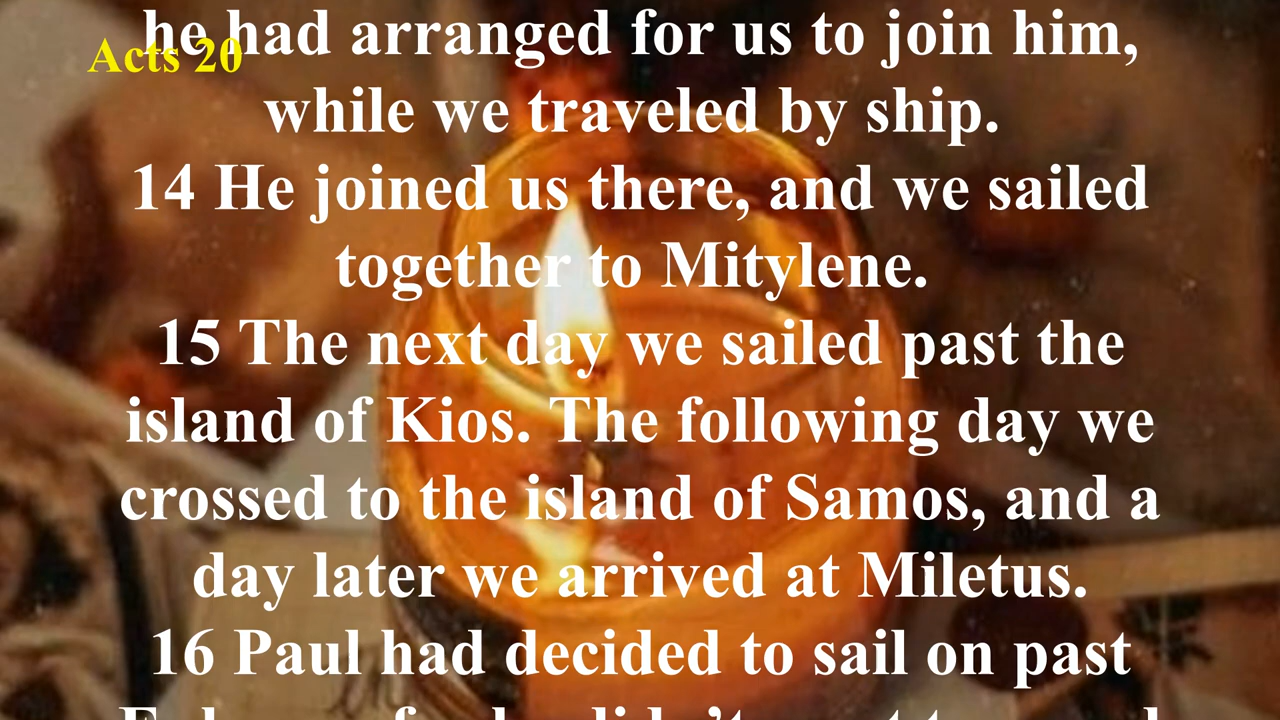 he had arranged for us to join him,
Acts 20
while we traveled by ship.
14 He joined us there, and we sailed
together to Mitylene.
15 The next day we sailed past the
island of Kios. The following day we
crossed to the island of Samos, and a
day later we arrived at Miletus.
16 Paul had decided to sail on past